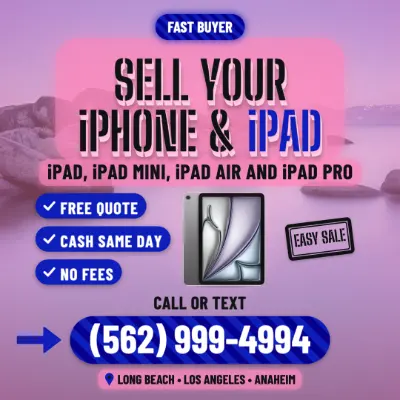 FAST BUYER
SELL YOUR
iPHONE & iPAD
iPAD, iPAD MINI, iPAD AIR AND iPAD PRO
FREE QUOTE
CASH SAME DAY
NO FEES
EASY SALE
CALL OR TEXT
(562) 999-4994
LONG BEACH • LOS ANGELES • ANAHEIM